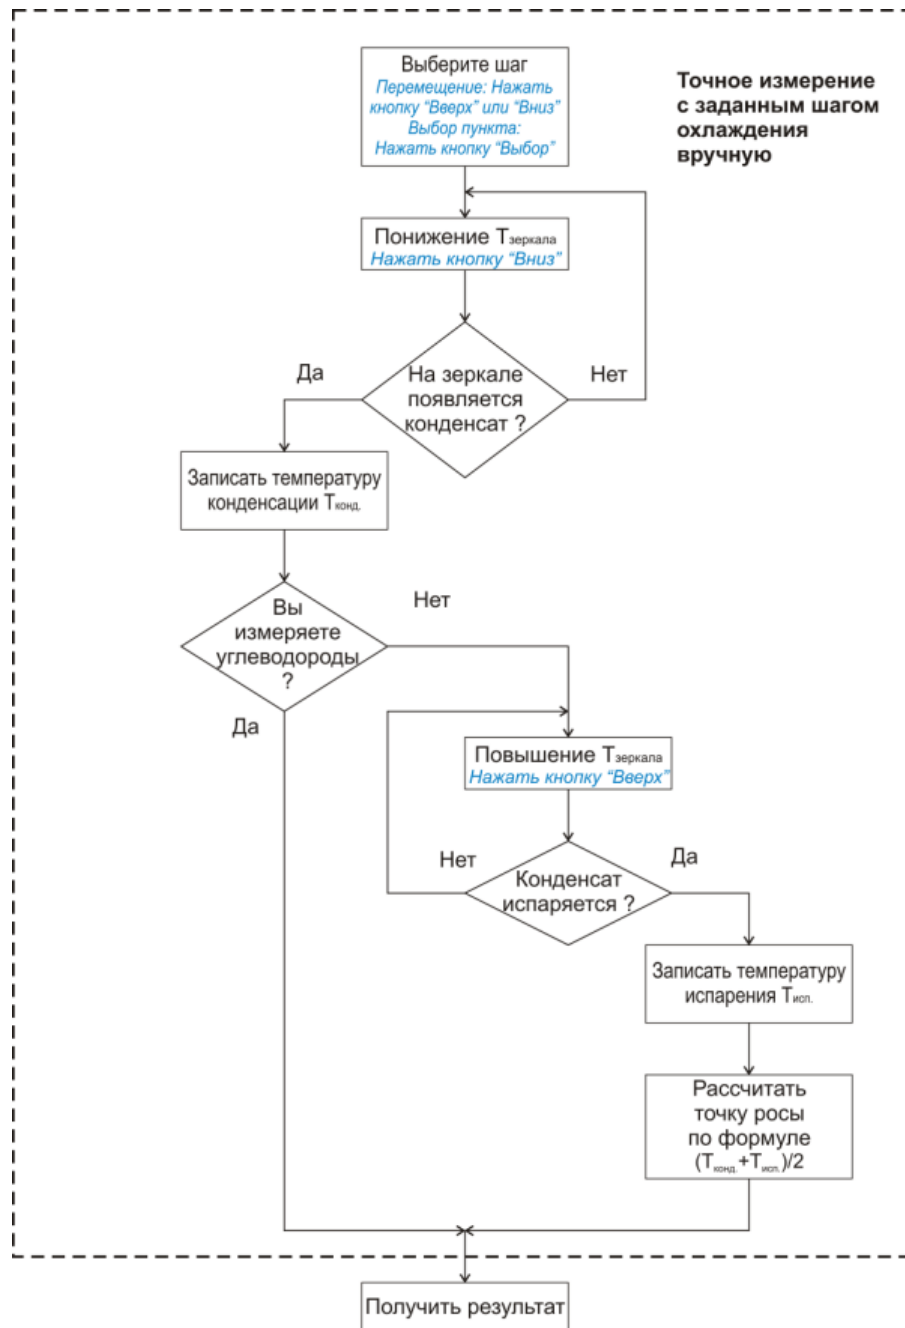 Выберите шаг
Перемещение: Нажать
кнопку “Вверх” или “Вниз”
Выбор пункта:
Нажать кнопку “Выбор”
Точное измерение
с заданным шагом
охлаждения
вручную
Понижение Tзеркала
Нажать кнопку “Вниз”
Да
На зеркале
появляется
конденсат ?
Нет
Записать температуру
конденсации Tконд.
Вы
измеряете
углеводороды
?
Нет
Да
Повышение Tзеркала
Нажать кнопку “Вверх”
Нет
Конденсат
испаряется ?
Да
Записать температуру
испарения Tисп.
Рассчитать
точку росы
по формуле
(Tконд.+Tисп.)/2
Получить результат